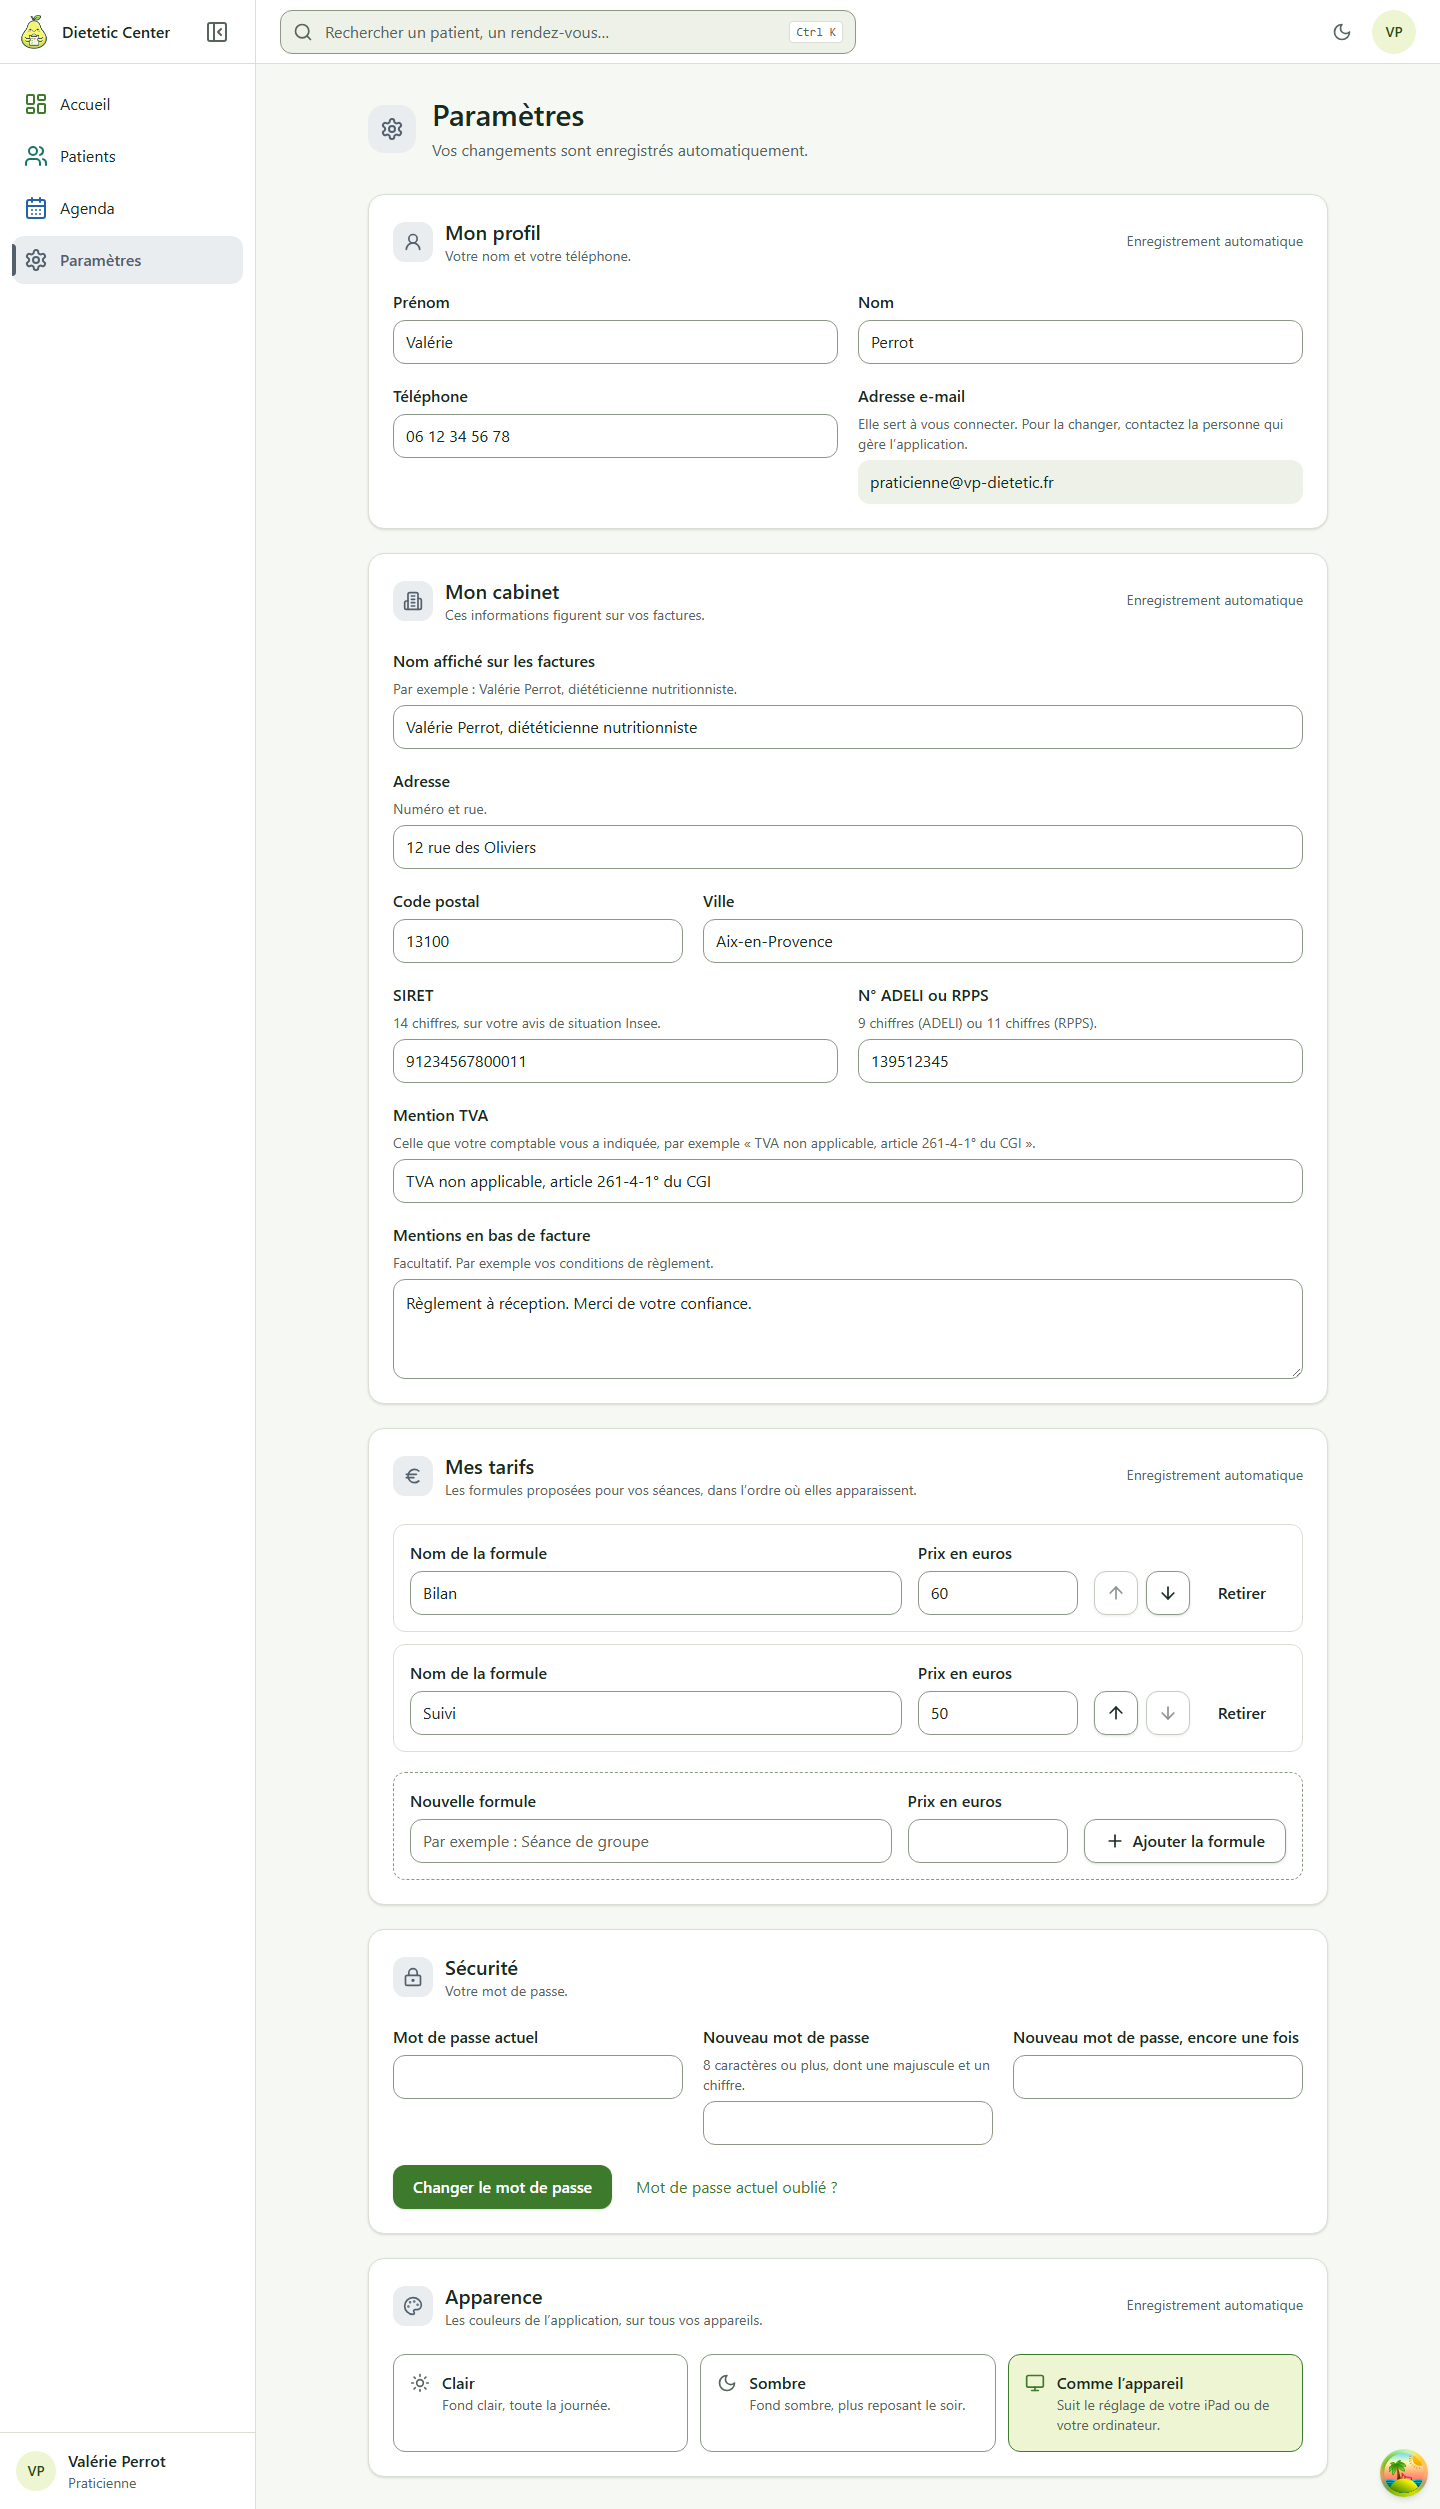 Dietetic Center
Rechercher un patient, un rendez-vous...
Ctrl K
VP
Accueil
Patients
Agenda
Paramètres
Paramètres
Vos changements sont enregistrés automatiquement.
Mon profil
Votre nom et votre téléphone.
Enregistrement automatique
Prénom
Valérie
Nom
Perrot
Téléphone
06 12 34 56 78
Adresse e-mail
Elle sert à vous connecter. Pour la changer, contactez la personne qui
gère l’application.
praticienne@vp-dietetic.fr
Mon cabinet
Ces informations figurent sur vos factures.
Enregistrement automatique
Nom affiché sur les factures
Par exemple : Valérie Perrot, diététicienne nutritionniste.
Valérie Perrot, diététicienne nutritionniste
Adresse
Numéro et rue.
12 rue des Oliviers
Code postal
13100
Ville
Aix-en-Provence
SIRET
14 chiffres, sur votre avis de situation Insee.
91234567800011
N° ADELI ou RPPS
9 chiffres (ADELI) ou 11 chiffres (RPPS).
139512345
Mention TVA
Celle que votre comptable vous a indiquée, par exemple « TVA non applicable, article 261-4-1° du CGI ».
TVA non applicable, article 261-4-1° du CGI
Mentions en bas de facture
Facultatif. Par exemple vos conditions de règlement.
Règlement à réception. Merci de votre confiance.
Mes tarifs
Les formules proposées pour vos séances, dans l’ordre où elles apparaissent.
Enregistrement automatique
Nom de la formule
Bilan
Prix en euros
60
Retirer
Nom de la formule
Suivi
Prix en euros
50
Retirer
Nouvelle formule
Par exemple : Séance de groupe
Prix en euros
Ajouter la formule
Sécurité
Votre mot de passe.
Mot de passe actuel
Nouveau mot de passe
8 caractères ou plus, dont une majuscule et un
chiffre.
Nouveau mot de passe, encore une fois
Changer le mot de passe
Mot de passe actuel oublié ?
Apparence
Les couleurs de l’application, sur tous vos appareils.
Enregistrement automatique
Clair
Fond clair, toute la journée.
Sombre
Fond sombre, plus reposant le soir.
Comme l’appareil
Suit le réglage de votre iPad ou de
votre ordinateur.
VP
Valérie Perrot
Praticienne